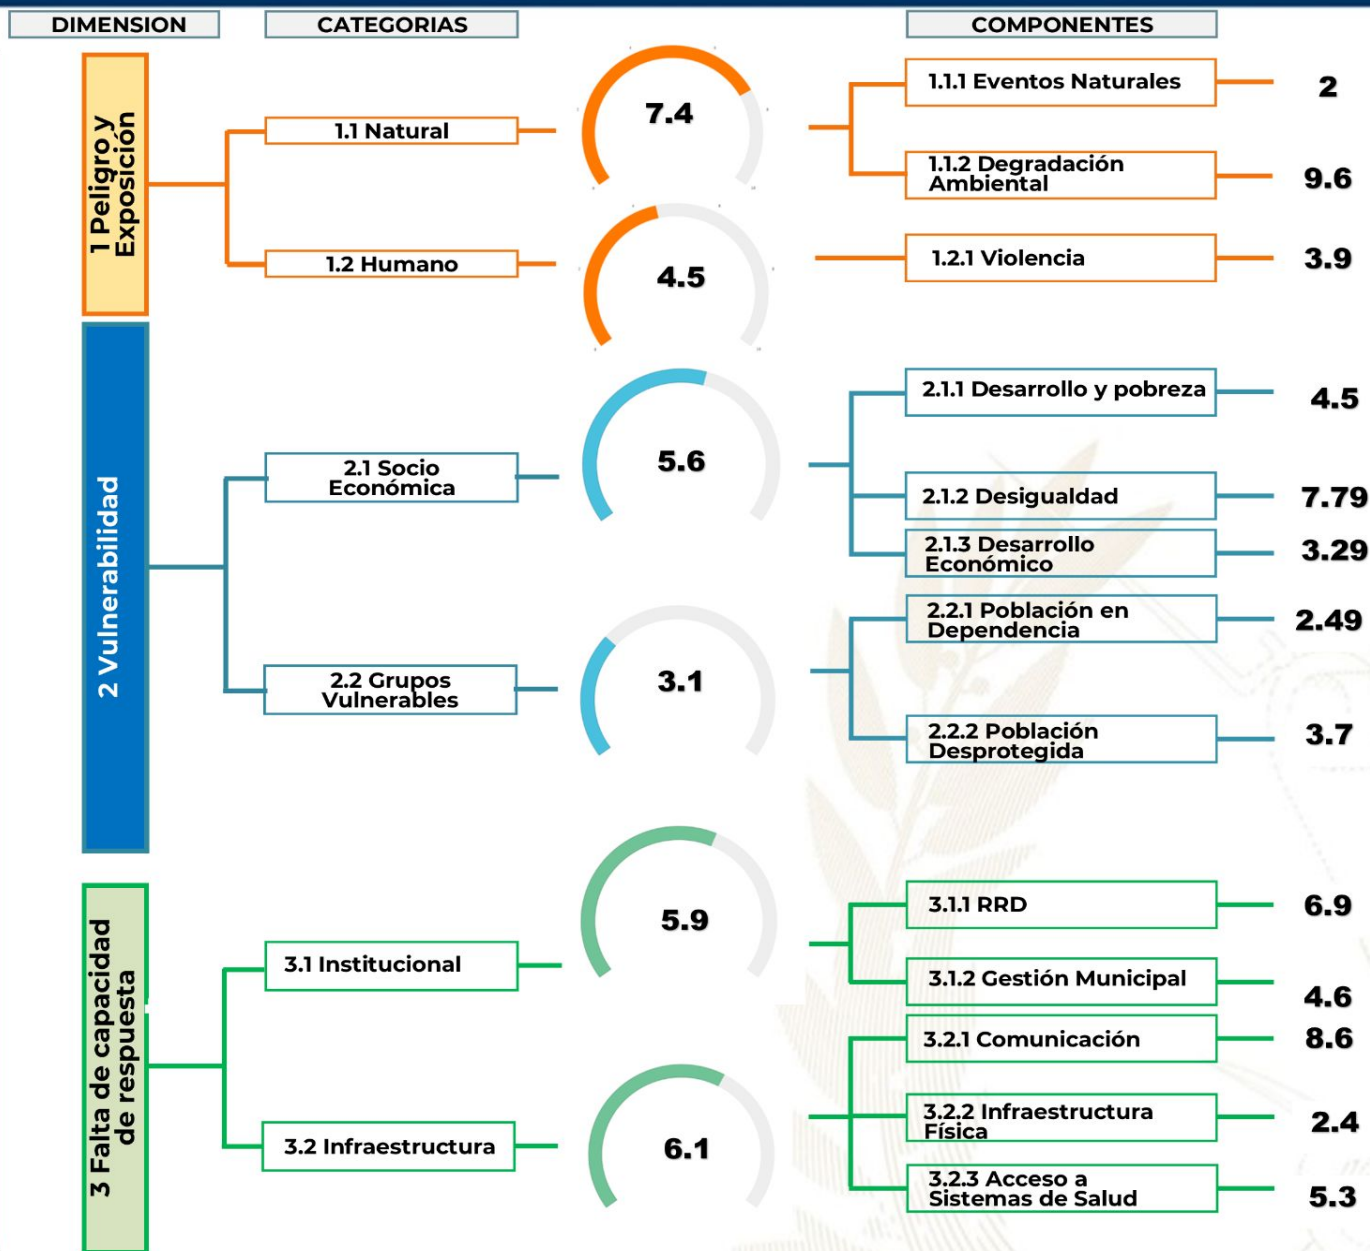 DIMENSION
CATEGORIAS
COMPONENTES
1 Peligro y
Exposición
1.1 Natural
7.4
1.1.1 Eventos Naturales
2
1.1.2 Degradación
Ambiental
9.6
1.2 Humano
4.5
1.2.1 Violencia
3.9
2 Vulnerabilidad
2.1 Socio
Económica
5.6
2.1.1 Desarrollo y pobreza
4.5
2.1.2 Desigualdad
7.79
2.1.3 Desarrollo
Económico
3.29
2.2 Grupos
Vulnerables
3.1
2.2.1 Población en
Dependencia
2.49
2.2.2 Población
Desprotegida
3.7
3 Falta de capacidad
de respuesta
3.1 Institucional
5.9
3.1.1 RRD
6.9
3.1.2 Gestión Municipal
4.6
3.2 Infraestructura
6.1
3.2.1 Comunicación
8.6
3.2.2 Infraestructura
Física
2.4
3.2.3 Acceso a
Sistemas de Salud
5.3